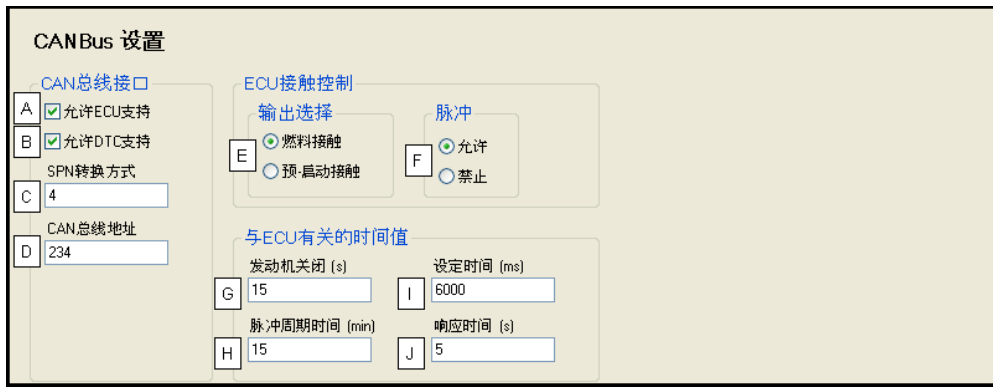 CANBus 设置
CAN总线接口
A
允许ECU支持
B
允许DTC支持
SPN转换方式
C
4
CAN总线地址
D
234
ECU接触控制
输出选择
E
燃料接触
预-启动接触
脉冲
F
允许
禁止
与ECU有关的时间值
发动机关闭 (s)
G
15
设定时间 (ms)
I
6000
脉冲周期时间 (min)
H
15
响应时间 (s)
J
5